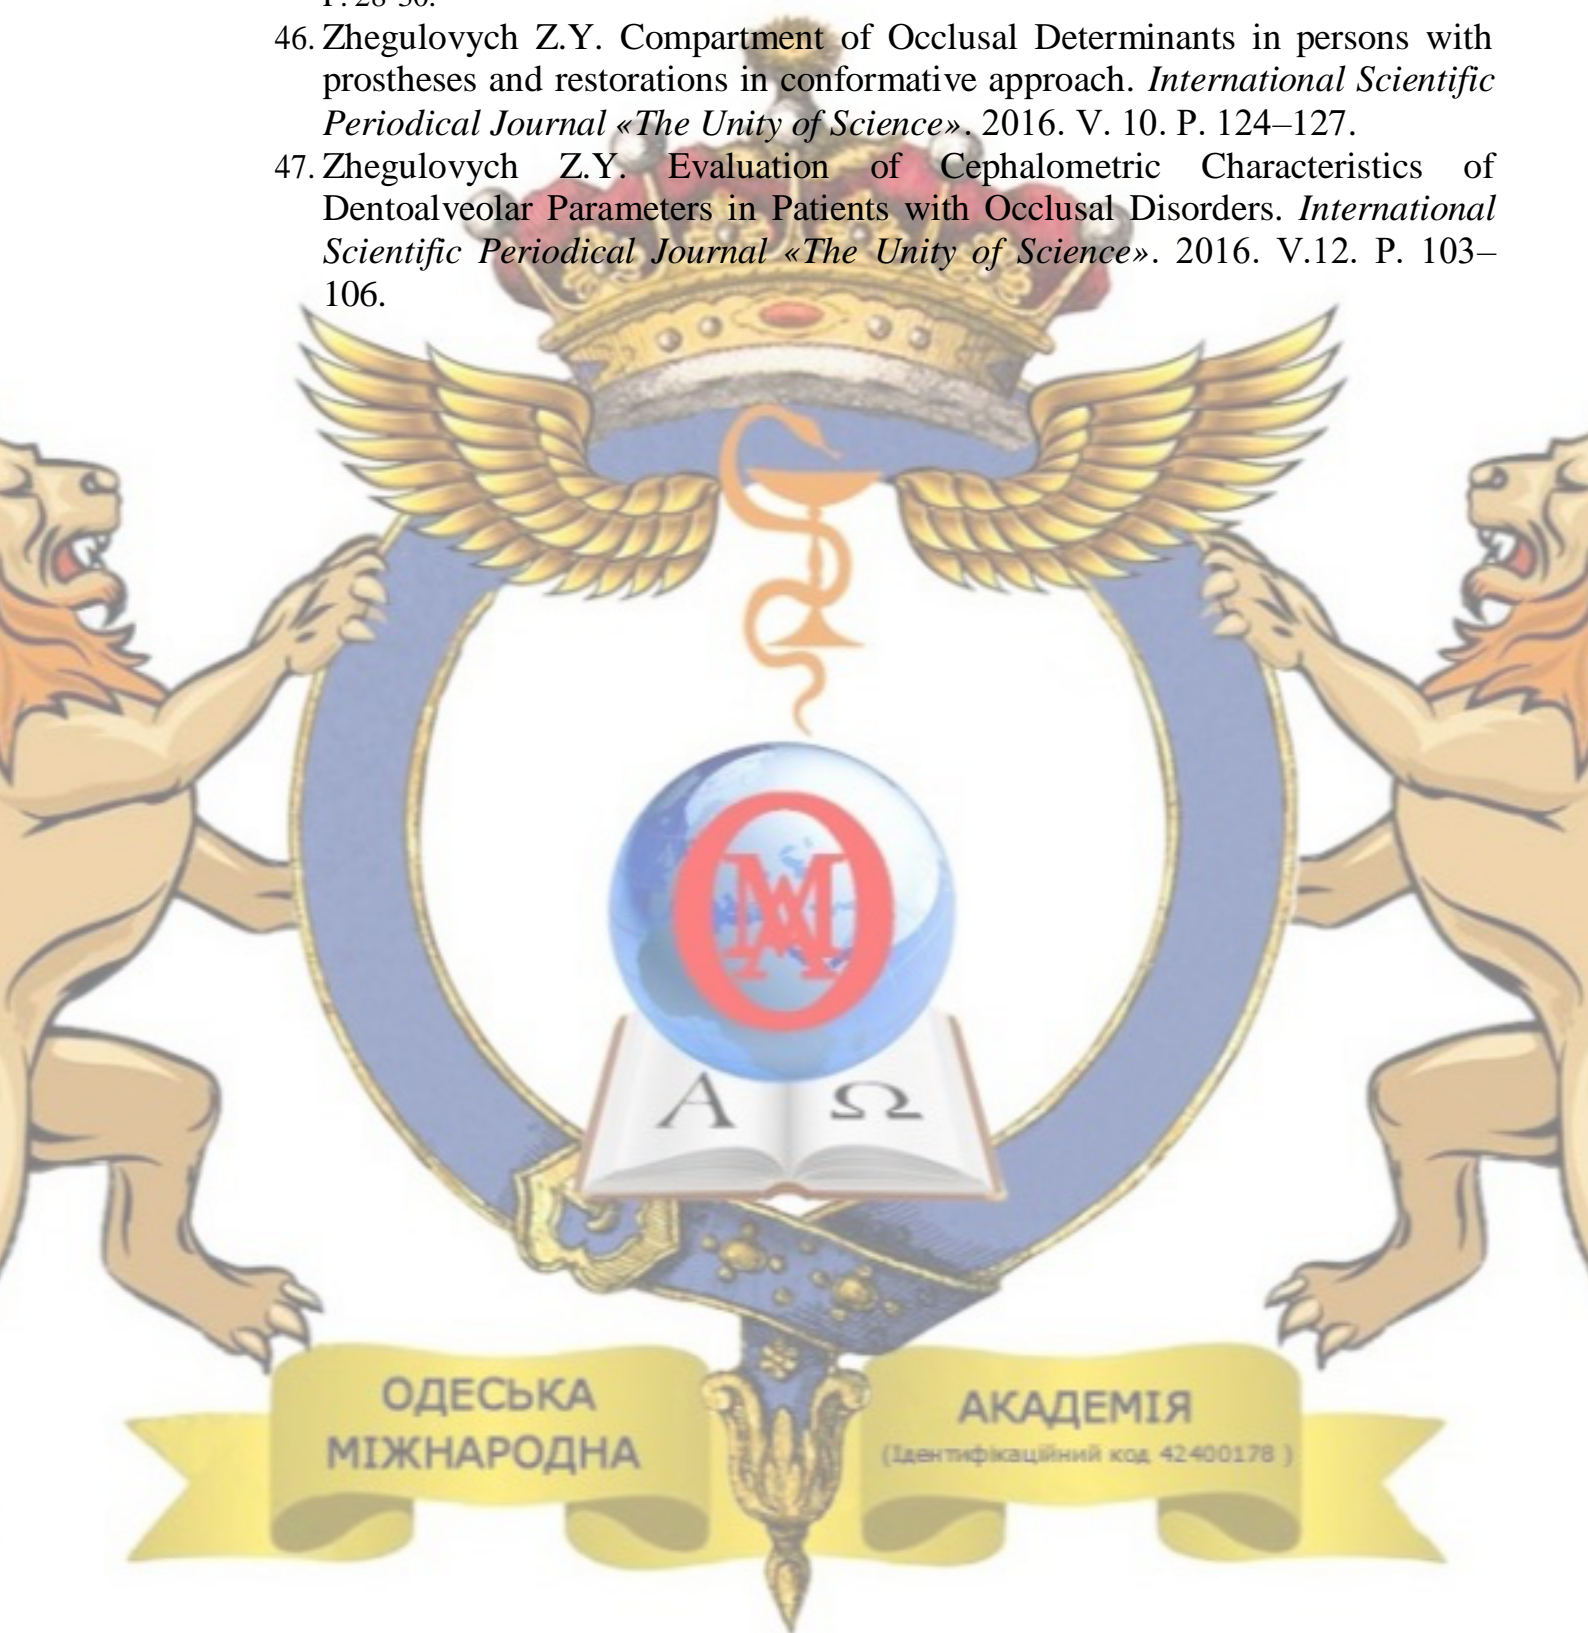 46. Zhegulovych Z.Y. Compartment of Occlusal Determinants in persons with
prostheses and restorations in conformative approach. International Scientific
Periodical Journal «The Unity of Science». 2016. V. 10. P. 124–127.
47. Zhegulovych Z.Y. Evaluation of Cephalometric Characteristics of
Dentoalveolar Parameters in Patients with Occlusal Disorders. International
Scientific Periodical Journal «The Unity of Science». 2016. V.12. P. 103–
106.
Α Ω
ОДЕСЬКА
МІЖНАРОДНА
АКАДЕМІЯ
(Ідентифікаційний код 42400178 )